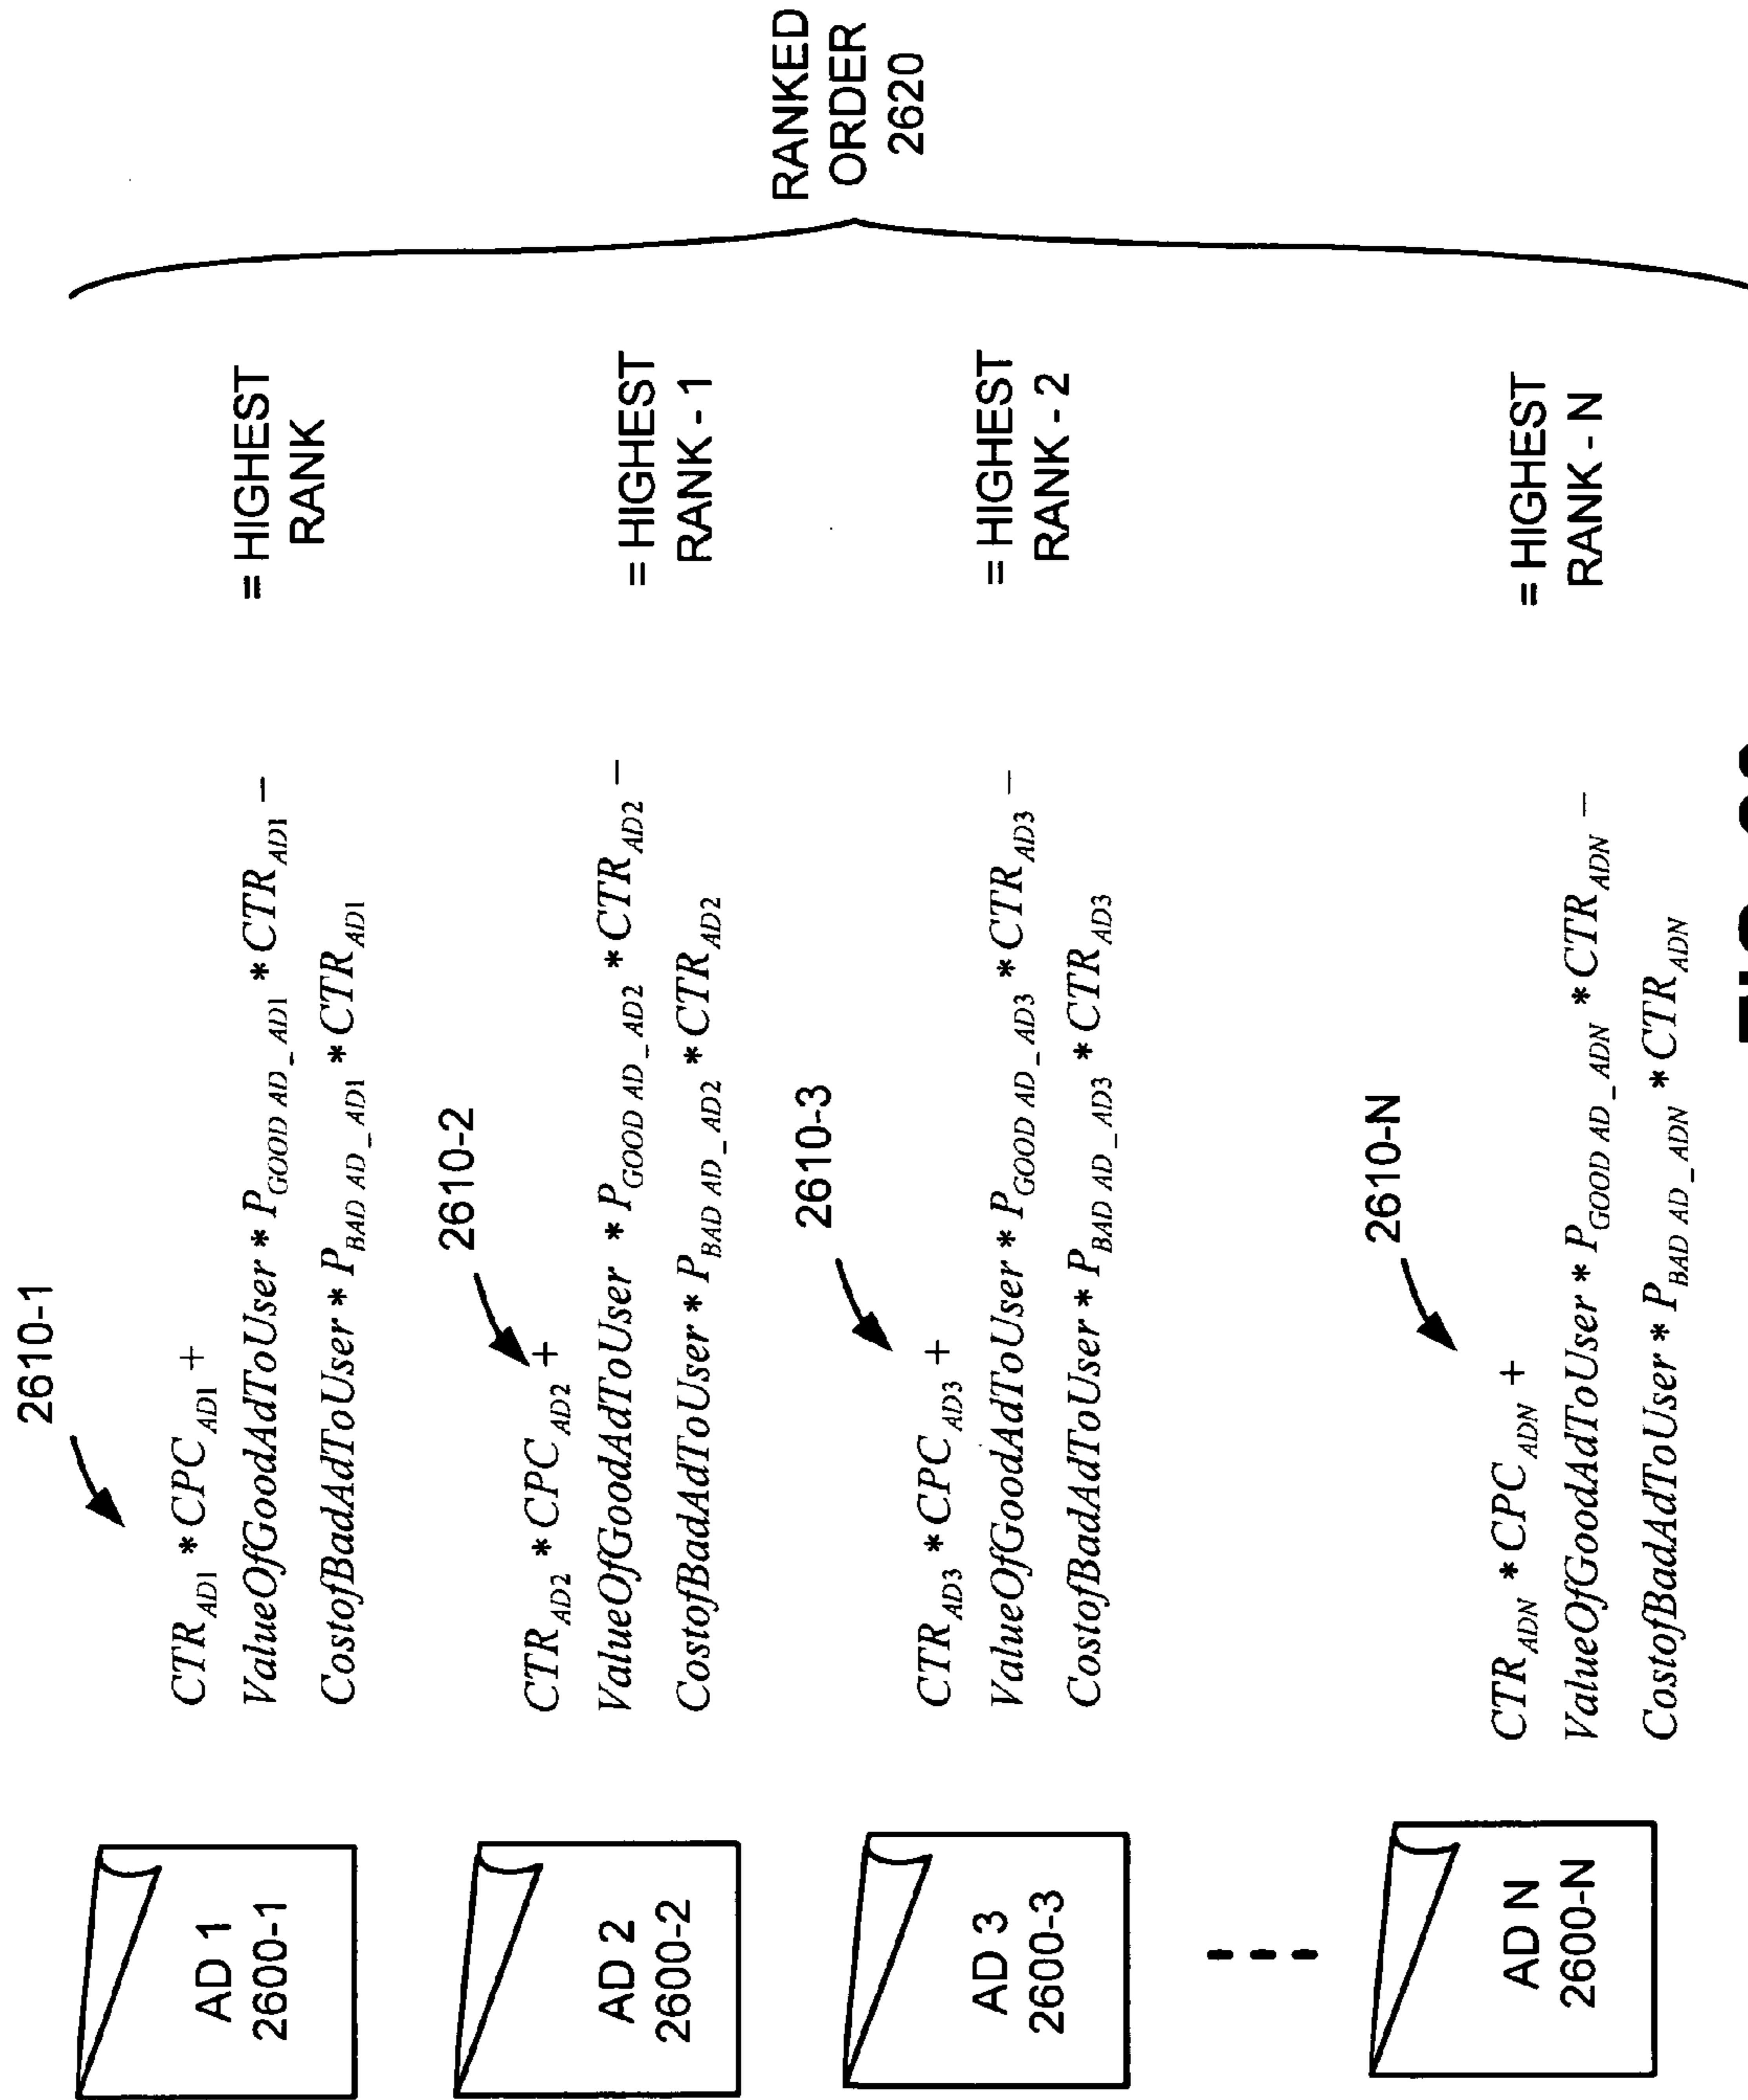 2610-1
AD 1
2600-1
CTR_AD1 * CPC_AD1 +
ValueOfGoodAdToUser * P_GOOD AD_AD1 * CTR_AD1 −
CostofBadAdToUser * P_BAD AD_AD1 * CTR_AD1
= HIGHEST
RANK
2610-2
AD 2
2600-2
CTR_AD2 * CPC_AD2 +
ValueOfGoodAdToUser * P_GOOD AD_AD2 * CTR_AD2 −
CostofBadAdToUser * P_BAD AD_AD2 * CTR_AD2
= HIGHEST
RANK - 1
2610-3
AD 3
2600-3
CTR_AD3 * CPC_AD3 +
ValueOfGoodAdToUser * P_GOOD AD_AD3 * CTR_AD3 −
CostofBadAdToUser * P_BAD AD_AD3 * CTR_AD3
= HIGHEST
RANK - 2
2610-N
AD N
2600-N
CTR_ADN * CPC_ADN +
ValueOfGoodAdToUser * P_GOOD AD_ADN * CTR_ADN −
CostofBadAdToUser * P_BAD AD_ADN * CTR_ADN
= HIGHEST
RANK - N
RANKED
ORDER
2620